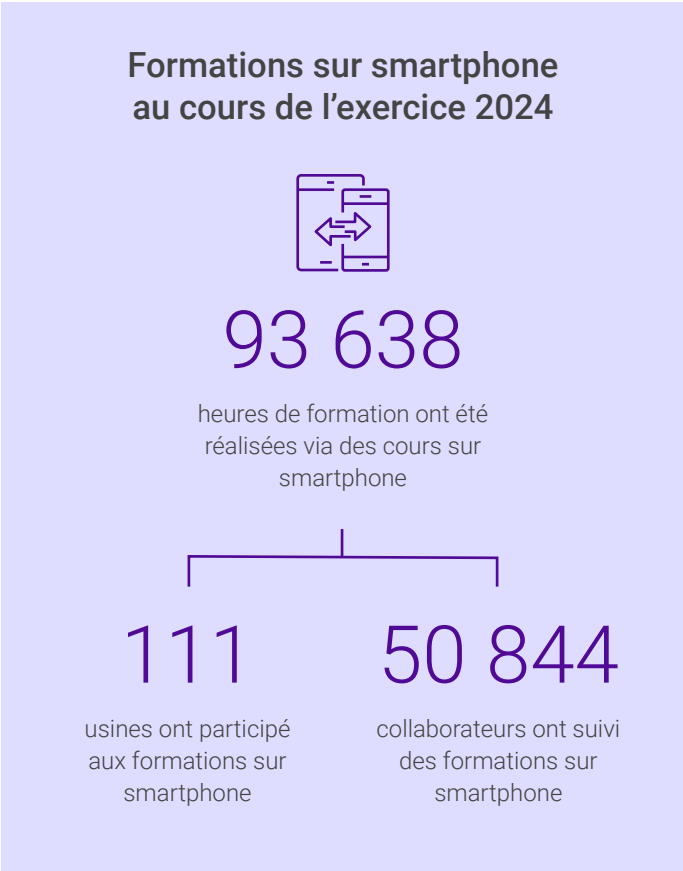 Formations sur smartphone
au cours de l’exercice 2024
93 638
heures de formation ont été
réalisées via des cours sur
smartphone
111
usines ont participé
aux formations sur
smartphone
50 844
collaborateurs ont suivi
des formations sur
smartphone